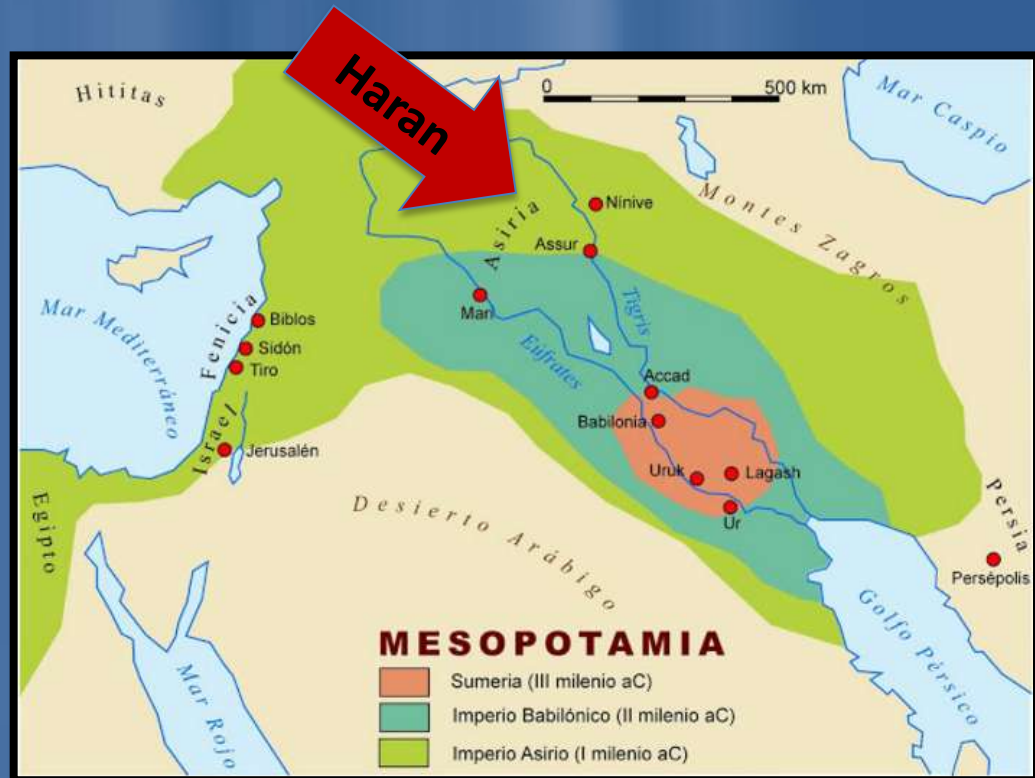 Haran
Hititas
0 500 km
Mar Caspio
Ninive
Montes Zagros
Asiria
Assur
Mari
Tigris
Eúfrates
Mar Mediterráneo
Fenicia
Biblos
Sidón
Tiro
Accad
Babilonia
Israel
Jerusalén
Uruk
Lagash
Ur
Egipto
Desierto Arábigo
Persia
Persépolis
Golfo Pérsico
Mar Rojo
MESOPOTAMIA
Sumeria (III milenio aC)
Imperio Babilónico (II milenio aC)
Imperio Asirio (I milenio aC)